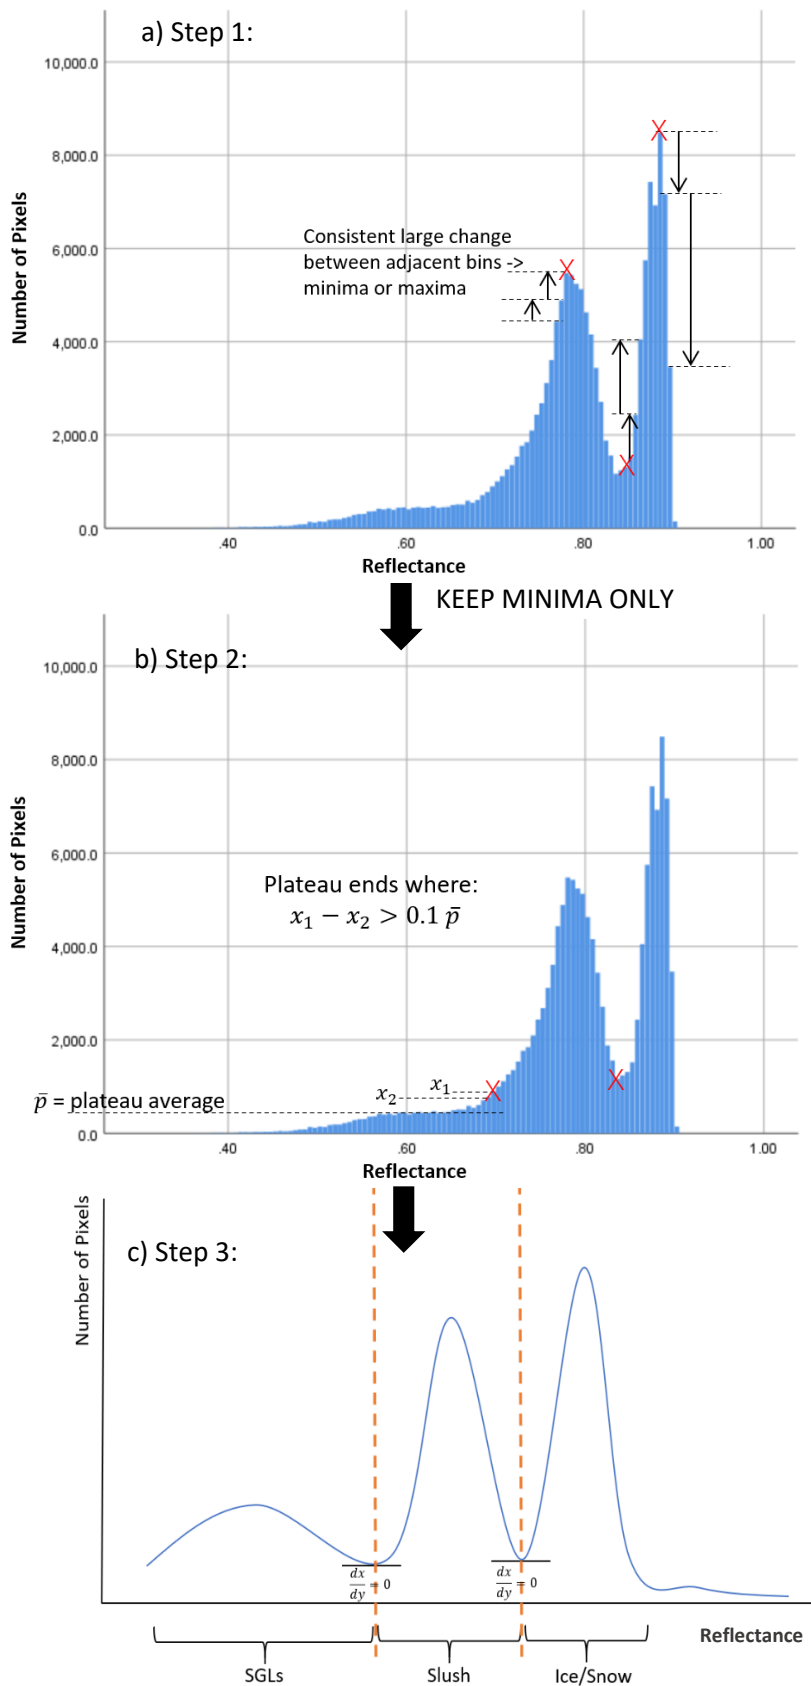 a) Step 1:
10,000.0
8,000.0
6,000.0
4,000.0
2,000.0
0.0
Number of Pixels
Consistent large change
between adjacent bins ->
minima or maxima
.40
.60
.80
1.00
Reflectance
KEEP MINIMA ONLY
b) Step 2:
10,000.0
8,000.0
6,000.0
4,000.0
2,000.0
0.0
Number of Pixels
Plateau ends where:
x₁ − x₂ > 0.1 p̄
x₁
x₂
p̄ = plateau average
.40
.60
.80
1.00
Reflectance
c) Step 3:
Number of Pixels
dx/dy = 0
dx/dy = 0
Reflectance
SGLs
Slush
Ice/Snow